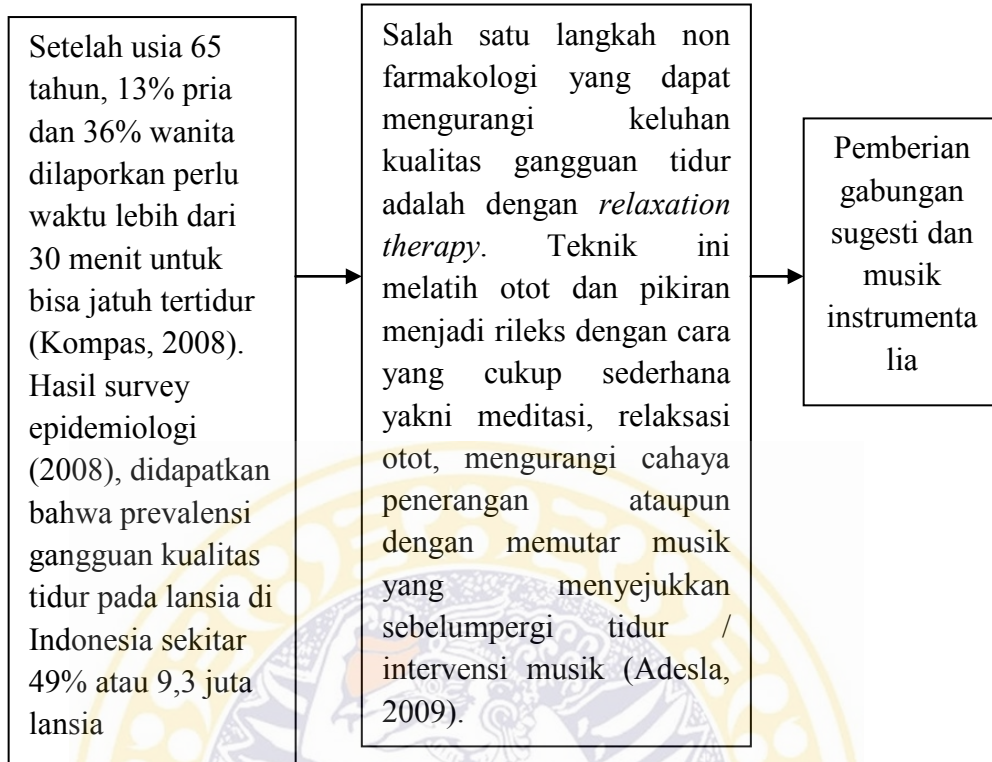 Setelah usia 65
tahun, 13% pria
dan 36% wanita
dilaporkan perlu
waktu lebih dari
30 menit untuk
bisa jatuh tertidur
(Kompas, 2008).
Hasil survey
epidemiologi
(2008), didapatkan
bahwa prevalensi
gangguan kualitas
tidur pada lansia di
Indonesia sekitar
49% atau 9,3 juta
lansia
Salah satu langkah non
farmakologi yang dapat
mengurangi keluhan
kualitas gangguan tidur
adalah dengan relaxation
therapy. Teknik ini
melatih otot dan pikiran
menjadi rileks dengan cara
yang cukup sederhana
yakni meditasi, relaksasi
otot, mengurangi cahaya
penerangan ataupun
dengan memutar musik
yang menyejukkan
sebelumpergi tidur /
intervensi musik (Adesla,
2009).
Pemberian
gabungan
sugesti dan
musik
instrumenta
lia